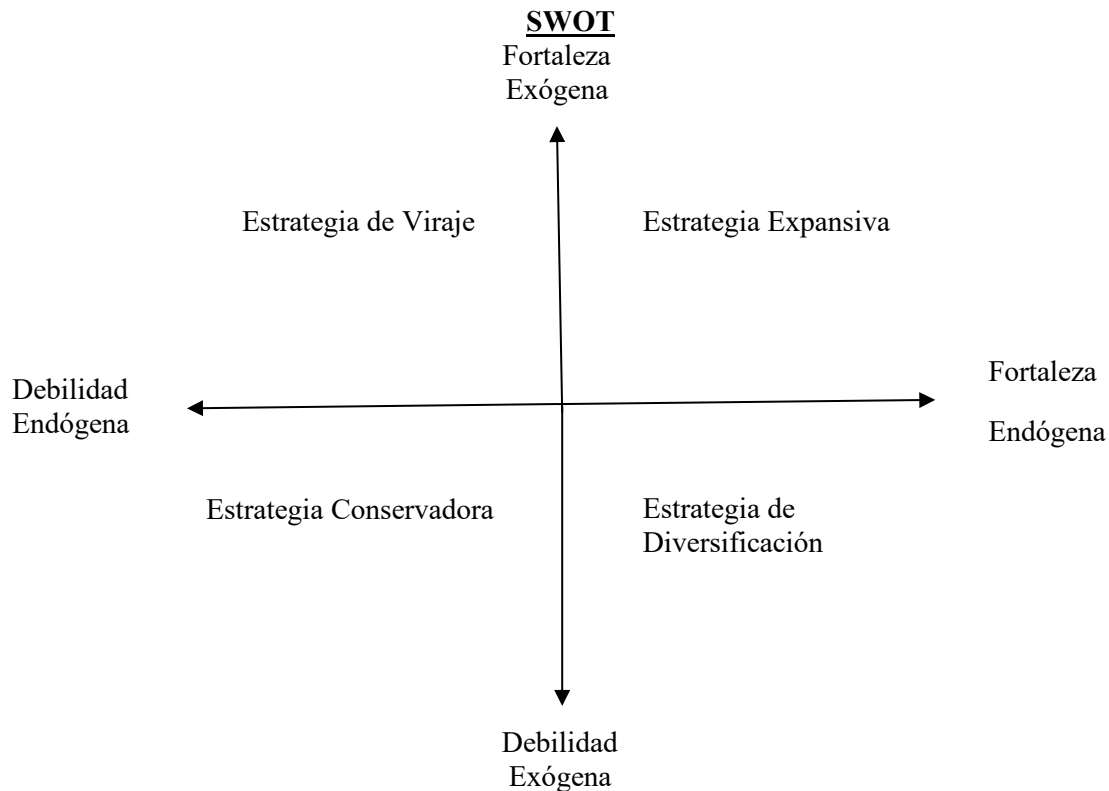 SWOT
Fortaleza
Exógena
Estrategia de Viraje
Estrategia Expansiva
Debilidad
Endógena
Fortaleza
Endógena
Estrategia Conservadora
Estrategia de
Diversificación
Debilidad
Exógena